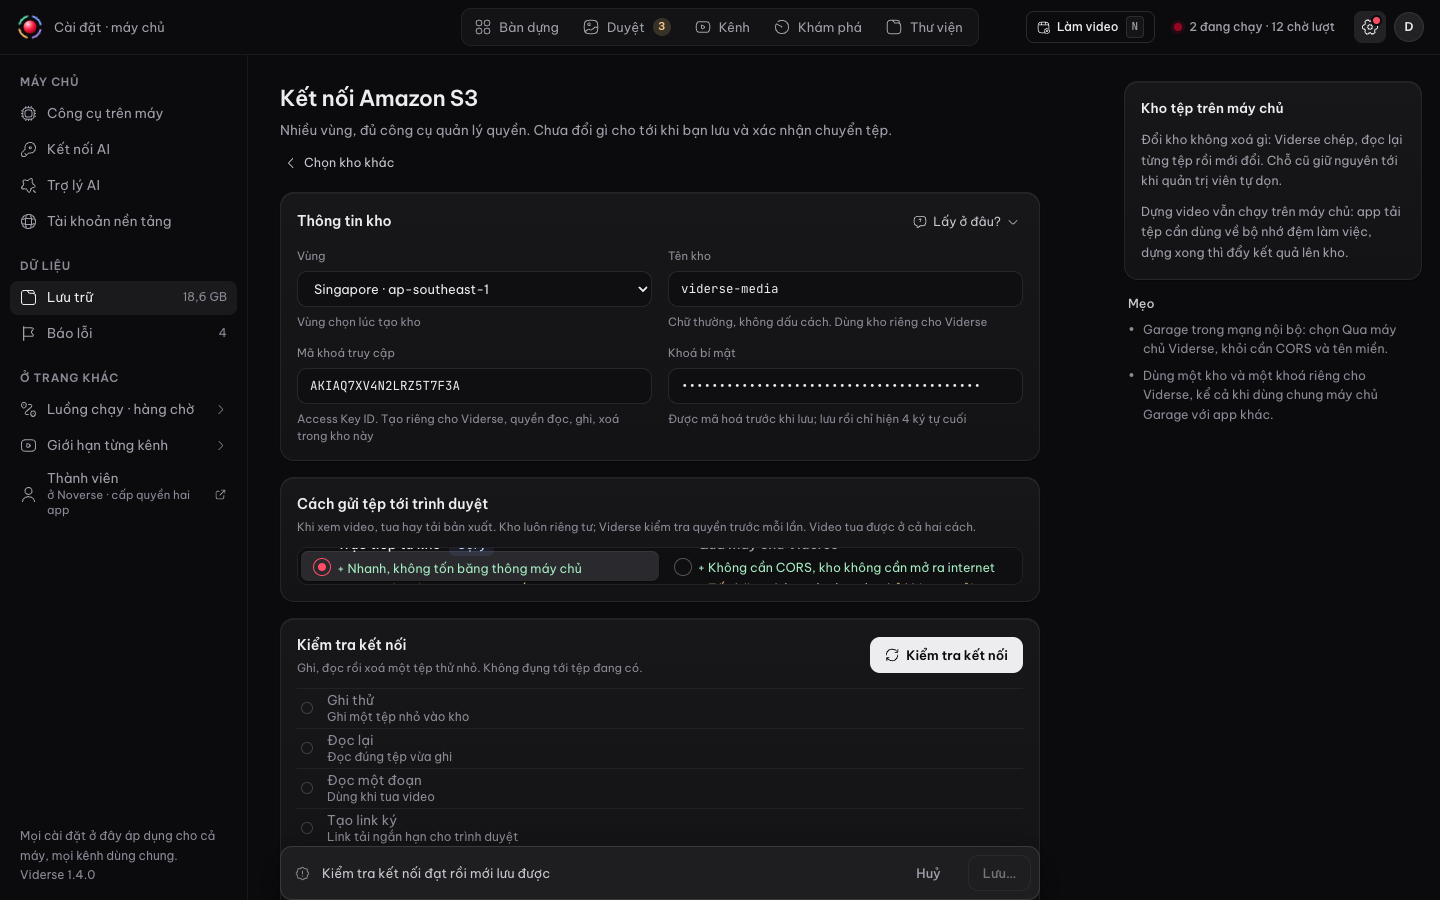 Cài đặt · máy chủ
Bàn dựng
Duyệt 3
Kênh
Khám phá
Thư viện
Làm video N
2 đang chạy · 12 chờ lượt
D
MÁY CHỦ
Công cụ trên máy
Kết nối AI
Trợ lý AI
Tài khoản nền tảng
DỮ LIỆU
Lưu trữ 18,6 GB
Báo lỗi 4
Ở TRANG KHÁC
Luồng chạy · hàng chờ
Giới hạn từng kênh
Thành viên
ở Noverse · cấp quyền hai
app
Mọi cài đặt ở đây áp dụng cho cả
máy, mọi kênh dùng chung.
Viderse 1.4.0
Kết nối Amazon S3
Nhiều vùng, đủ công cụ quản lý quyền. Chưa đổi gì cho tới khi bạn lưu và xác nhận chuyển tệp.
Chọn kho khác
Thông tin kho
Lấy ở đâu?
Vùng
Singapore · ap-southeast-1
Vùng chọn lúc tạo kho
Tên kho
viderse-media
Chữ thường, không dấu cách. Dùng kho riêng cho Viderse
Mã khoá truy cập
AKIAQ7XV4N2LRZ5T7F3A
Access Key ID. Tạo riêng cho Viderse, quyền đọc, ghi, xoá
trong kho này
Khoá bí mật
Được mã hoá trước khi lưu; lưu rồi chỉ hiện 4 ký tự cuối
Cách gửi tệp tới trình duyệt
Khi xem video, tua hay tải bản xuất. Kho luôn riêng tư; Viderse kiểm tra quyền trước mỗi lần. Video tua được ở cả hai cách.
+ Nhanh, không tốn băng thông máy chủ
+ Không cần CORS, kho không cần mở ra internet
Kiểm tra kết nối
Ghi, đọc rồi xoá một tệp thử nhỏ. Không đụng tới tệp đang có.
Kiểm tra kết nối
Ghi thử
Ghi một tệp nhỏ vào kho
Đọc lại
Đọc đúng tệp vừa ghi
Đọc một đoạn
Dùng khi tua video
Tạo link ký
Link tải ngắn hạn cho trình duyệt
Kiểm tra kết nối đạt rồi mới lưu được
Huỷ
Lưu...
Kho tệp trên máy chủ
Đổi kho không xoá gì: Viderse chép, đọc lại
từng tệp rồi mới đổi. Chỗ cũ giữ nguyên tới
khi quản trị viên tự dọn.
Dựng video vẫn chạy trên máy chủ: app tải
tệp cần dùng về bộ nhớ đệm làm việc,
dựng xong thì đẩy kết quả lên kho.
Mẹo
• Garage trong mạng nội bộ: chọn Qua máy
chủ Viderse, khỏi cần CORS và tên miền.
• Dùng một kho và một khoá riêng cho
Viderse, kể cả khi dùng chung máy chủ
Garage với app khác.